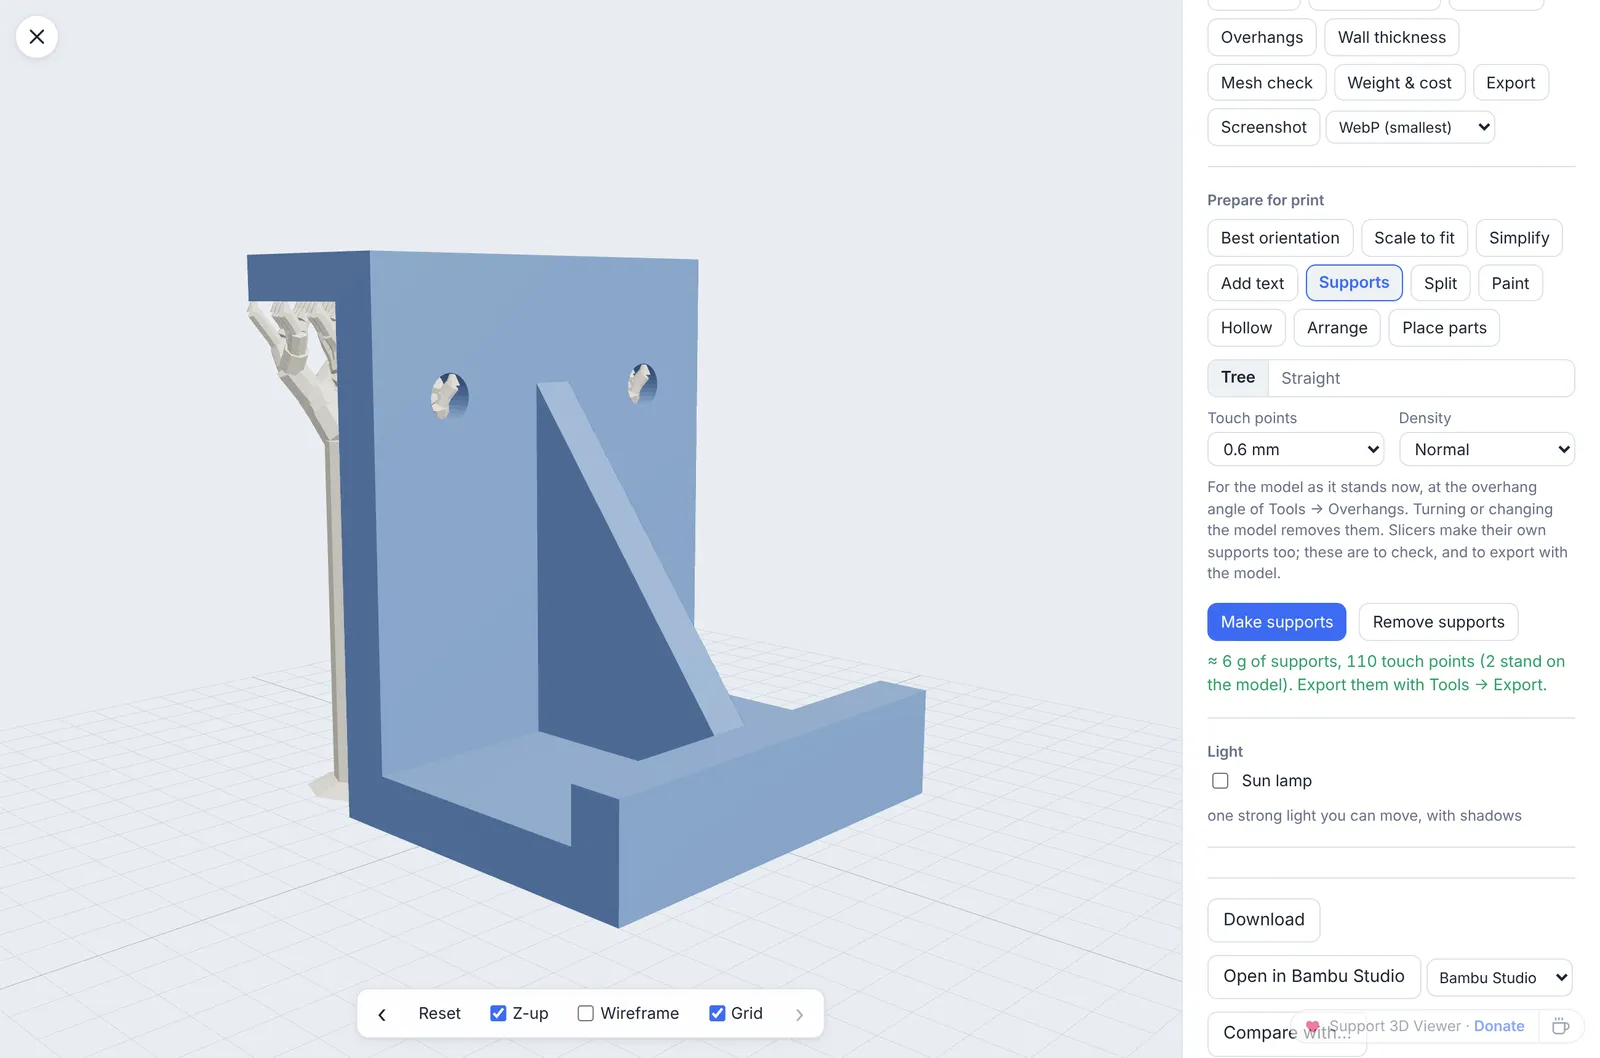 Overhangs Wall thickness
Mesh check Weight & cost Export
Screenshot WebP (smallest)
Prepare for print
Best orientation Scale to fit Simplify
Add text Supports Split Paint
Hollow Arrange Place parts
Tree Straight
Touch points Density
0.6 mm Normal
For the model as it stands now, at the overhang
angle of Tools → Overhangs. Turning or changing
the model removes them. Slicers make their own
supports too; these are to check, and to export with
the model.
Make supports Remove supports
≈ 6 g of supports, 110 touch points (2 stand on
the model). Export them with Tools → Export.
Light
Sun lamp
one strong light you can move, with shadows
Download
Open in Bambu Studio Bambu Studio
Compare with...
Support 3D Viewer · Donate
Reset Z-up Wireframe Grid